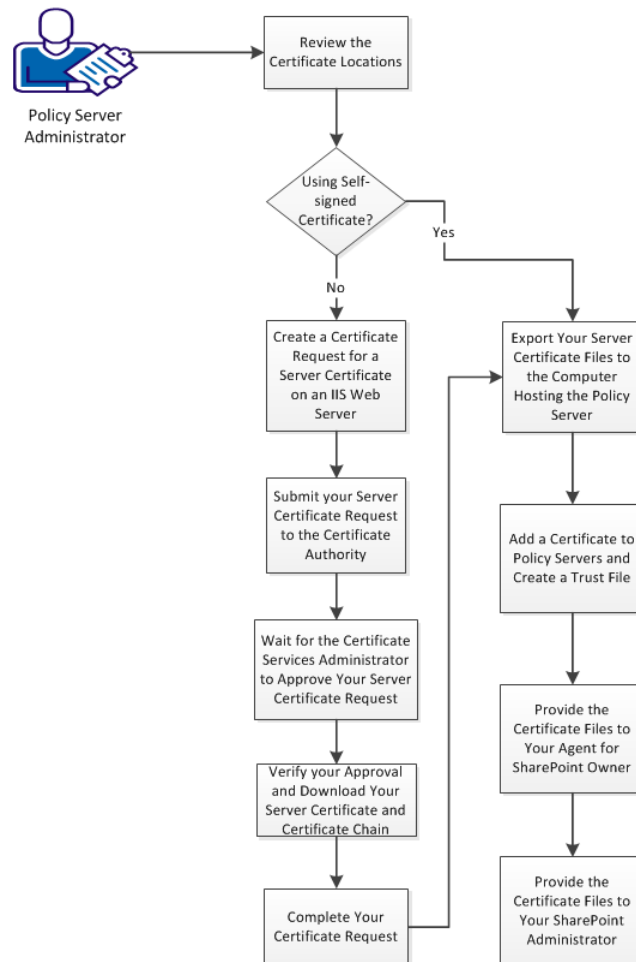 Policy Server
Administrator
Review the
Certificate Locations
Using Self-
signed
Certificate?
Yes
No
Create a Certificate
Request for a
Server Certificate
on an IIS Web
Server
Submit your Server
Certificate Request
to the Certificate
Authority
Wait for the Certificate
Services Administrator
to Approve Your Server
Certificate Request
Verify your Approval
and Download Your
Server Certificate and
Certificate Chain
Complete Your
Certificate Request
Export Your Server
Certificate Files to
the Computer
Hosting the Policy
Server
Add a Certificate to
Policy Servers and
Create a Trust File
Provide the
Certificate Files to
Your Agent for
SharePoint Owner
Provide the
Certificate Files to
Your SharePoint
Administrator